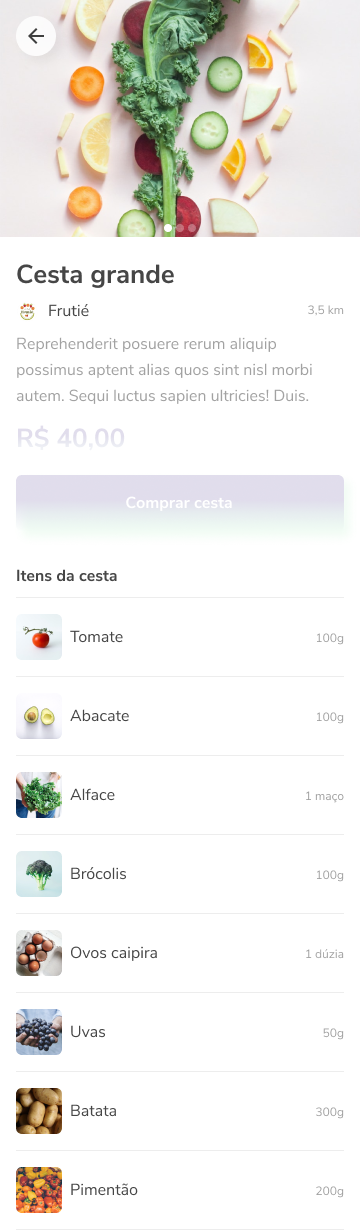 Cesta grande
Frutié
3,5 km
Reprehenderit posuere rerum aliquip
possimus aptent alias quos sint nisl morbi
autem. Sequi luctus sapien ultricies! Duis.
R$ 40,00
Comprar cesta
Itens da cesta
Tomate
100g
Abacate
100g
Alface
1 maço
Brócolis
100g
Ovos caipira
1 dúzia
Uvas
50g
Batata
300g
Pimentão
200g